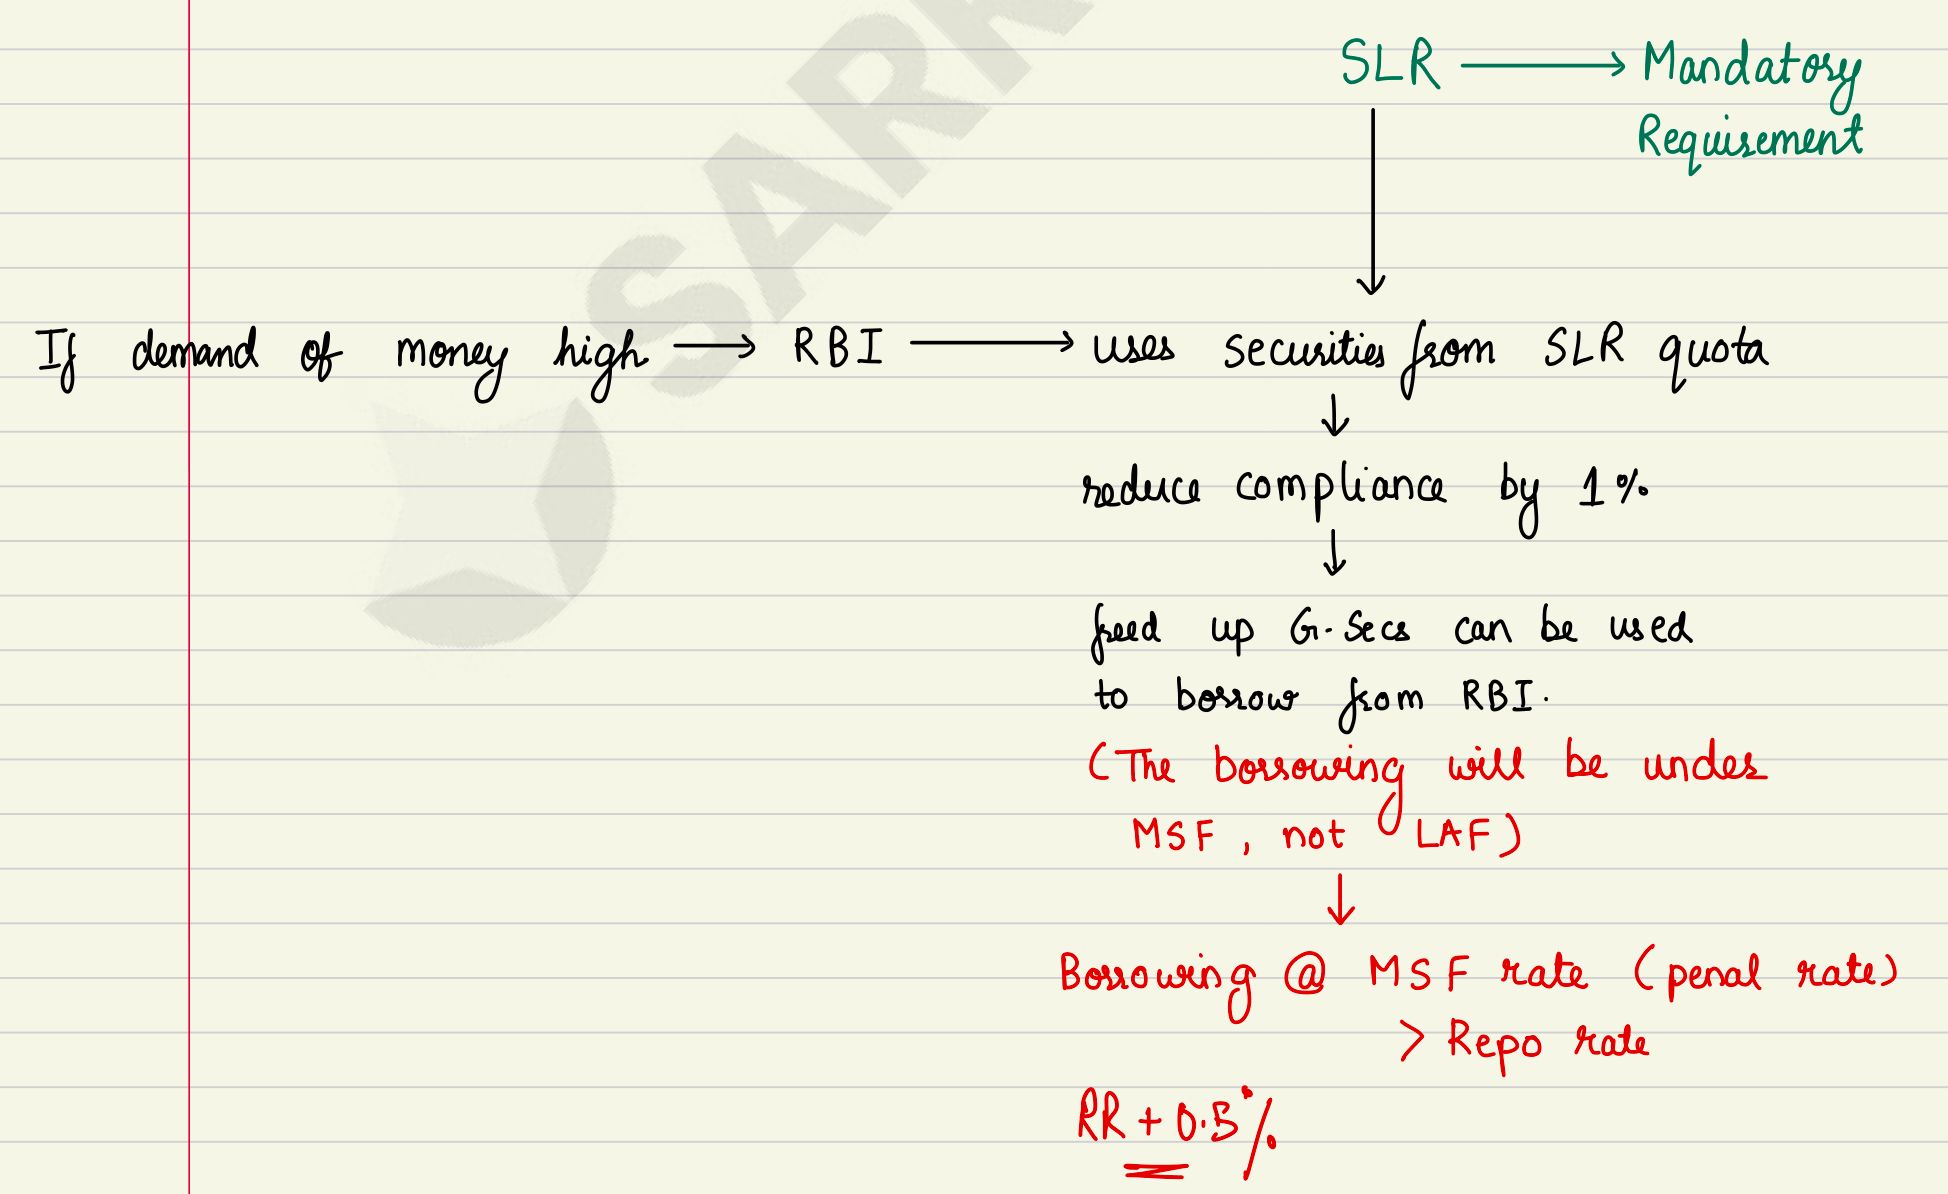 SLR → Mandatory
Requirement
If demand of money high → RBI → uses securities from SLR quota
reduce compliance by 1%
freed up G-Secs can be used
to borrow from RBI.
(The borrowing will be under
MSF, not LAF)
Borrowing @ MSF rate (penal rate)
> Repo rate
RR + 0.5%